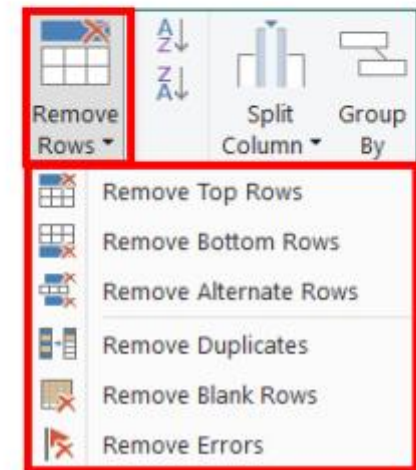 A
Z
Z
A
Remove
Rows
Split
Column
Group
By
Remove Top Rows
Remove Bottom Rows
Remove Alternate Rows
Remove Duplicates
Remove Blank Rows
Remove Errors